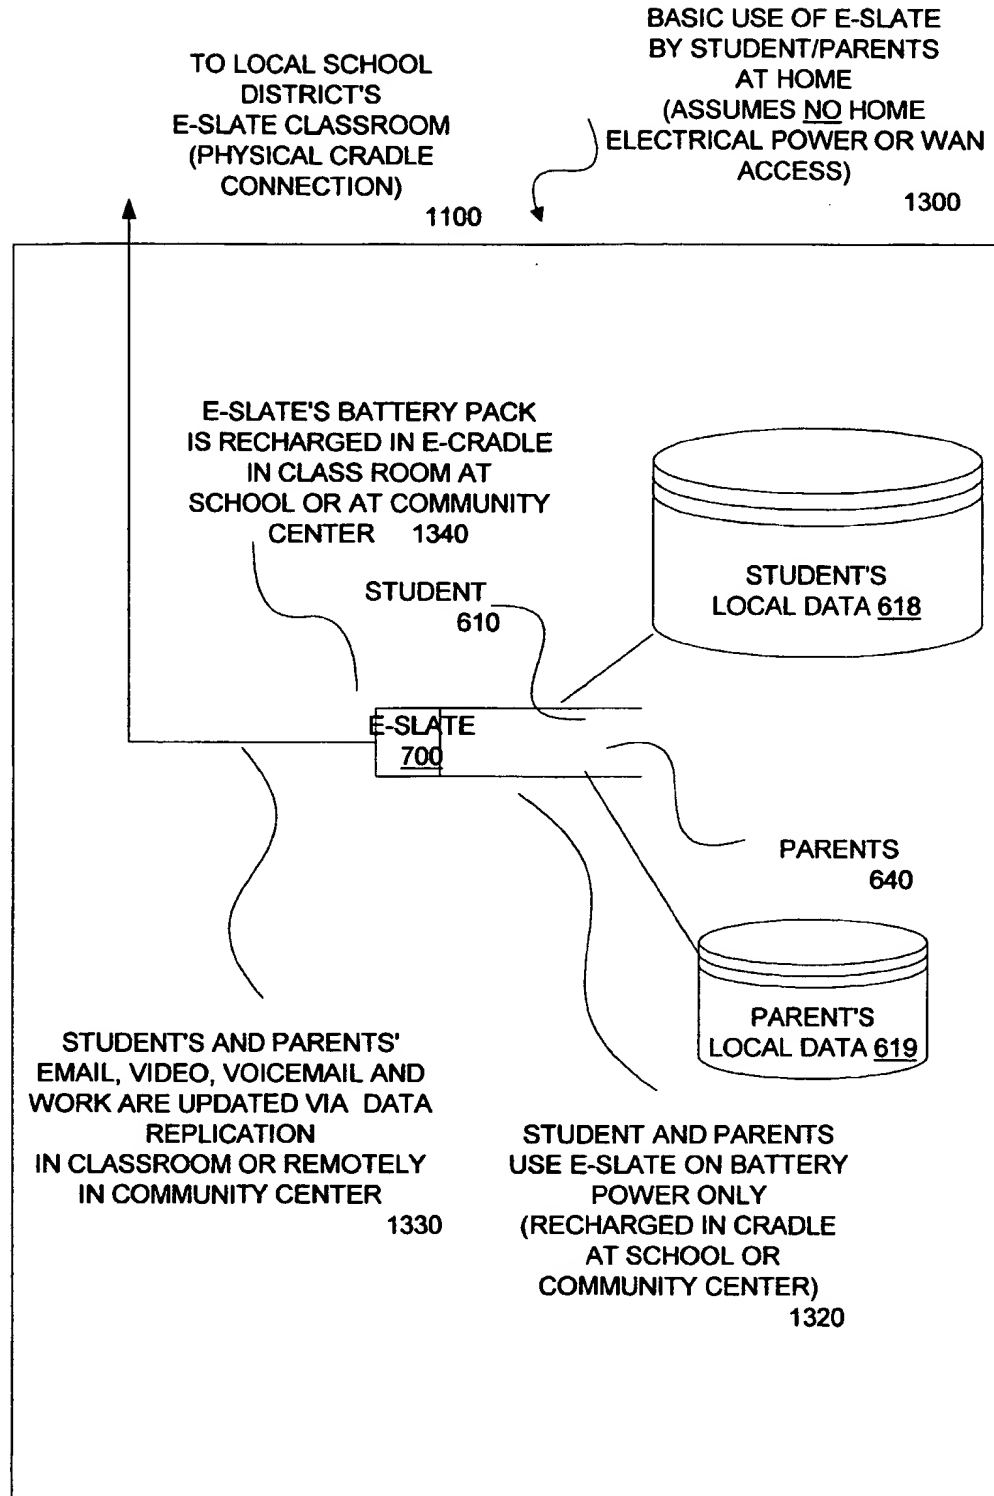 TO LOCAL SCHOOL
DISTRICT'S
E-SLATE CLASSROOM
(PHYSICAL CRADLE
CONNECTION)
1100
BASIC USE OF E-SLATE
BY STUDENT/PARENTS
AT HOME
(ASSUMES NO HOME
ELECTRICAL POWER OR WAN
ACCESS)
1300
E-SLATE'S BATTERY PACK
IS RECHARGED IN E-CRADLE
IN CLASS ROOM AT
SCHOOL OR AT COMMUNITY
CENTER 1340
STUDENT
610
STUDENT'S
LOCAL DATA 618
E-SLATE
700
PARENTS
640
PARENT'S
LOCAL DATA 619
STUDENT'S AND PARENTS'
EMAIL, VIDEO, VOICEMAIL AND
WORK ARE UPDATED VIA DATA
REPLICATION
IN CLASSROOM OR REMOTELY
IN COMMUNITY CENTER
1330
STUDENT AND PARENTS
USE E-SLATE ON BATTERY
POWER ONLY
(RECHARGED IN CRADLE
AT SCHOOL OR
COMMUNITY CENTER)
1320